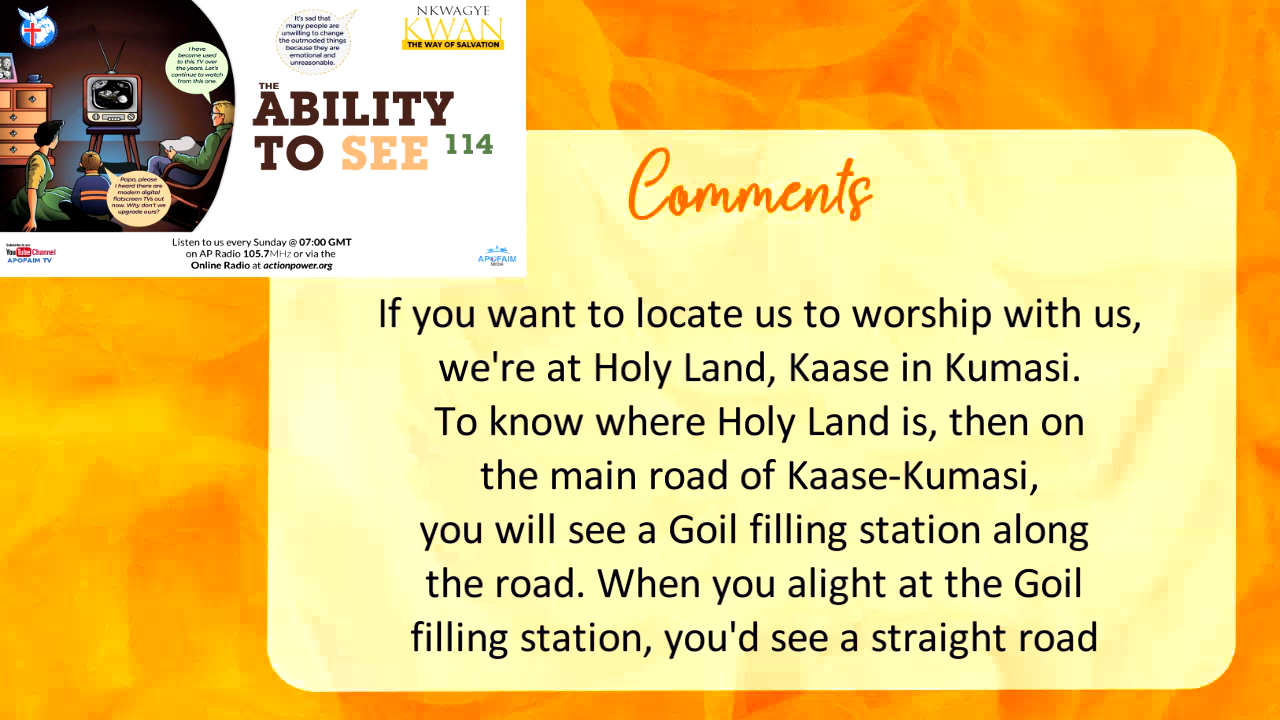 It's sad that
many people are
unwilling to change
the outmoded things
because they are
emotional and
unreasonable.
NKWAGYE
KWAN
THE WAY OF SALVATION
I have
become used
to this TV over
the years. Let's
continue to watch
from this one.
THE
ABILITY
TO SEE 114
Papa, please
I heard there are
modern digital
flatscreen TVs out
now. Why don't we
upgrade ours?
Listen to us every Sunday @ 07:00 GMT
on AP Radio 105.7MHz or via the
Online Radio at actionpower.org
Subscribe to our
YouTube Channel
APOFAIM TV
APOFAIM
MEDIA
Comments
If you want to locate us to worship with us,
we're at Holy Land, Kaase in Kumasi.
To know where Holy Land is, then on
the main road of Kaase-Kumasi,
you will see a Goil filling station along
the road. When you alight at the Goil
filling station, you'd see a straight road